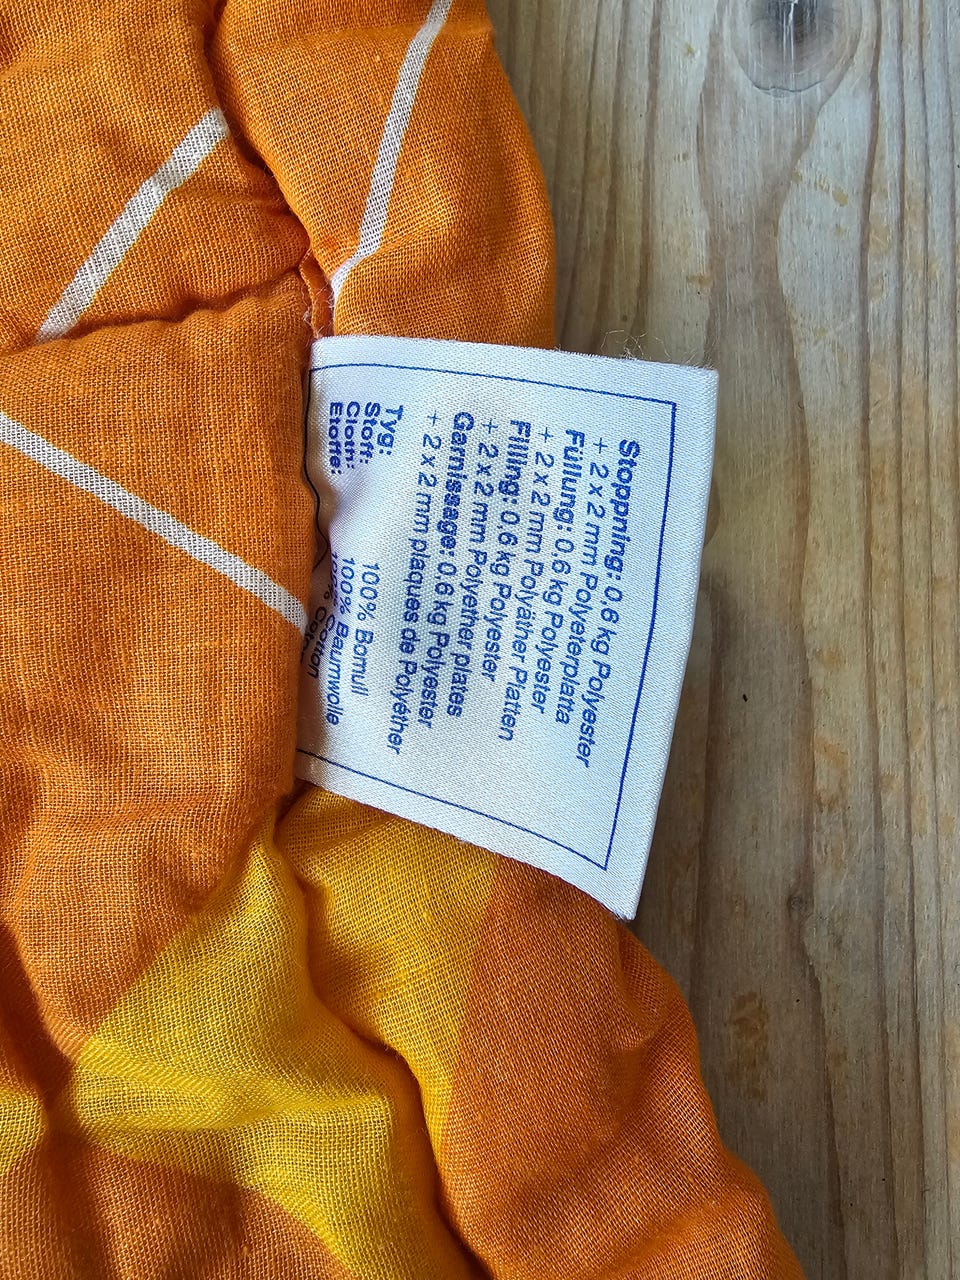 Stoppning: 0,6 kg Polyester
+ 2 x 2 mm Polyeterplatta
Füllung: 0,6 kg Polyester
+ 2 x 2 mm Polyäther Platten
Filling: 0,6 kg Polyester
+ 2 x 2 mm Polyether plates
Garnissage: 0,6 kg Polyester
+ 2 x 2 mm plaques de Polyéther
Tyg: 100% Bomull
Stoff: 100% Baumwolle
Cloth: 100% Cotton
Etoffe: